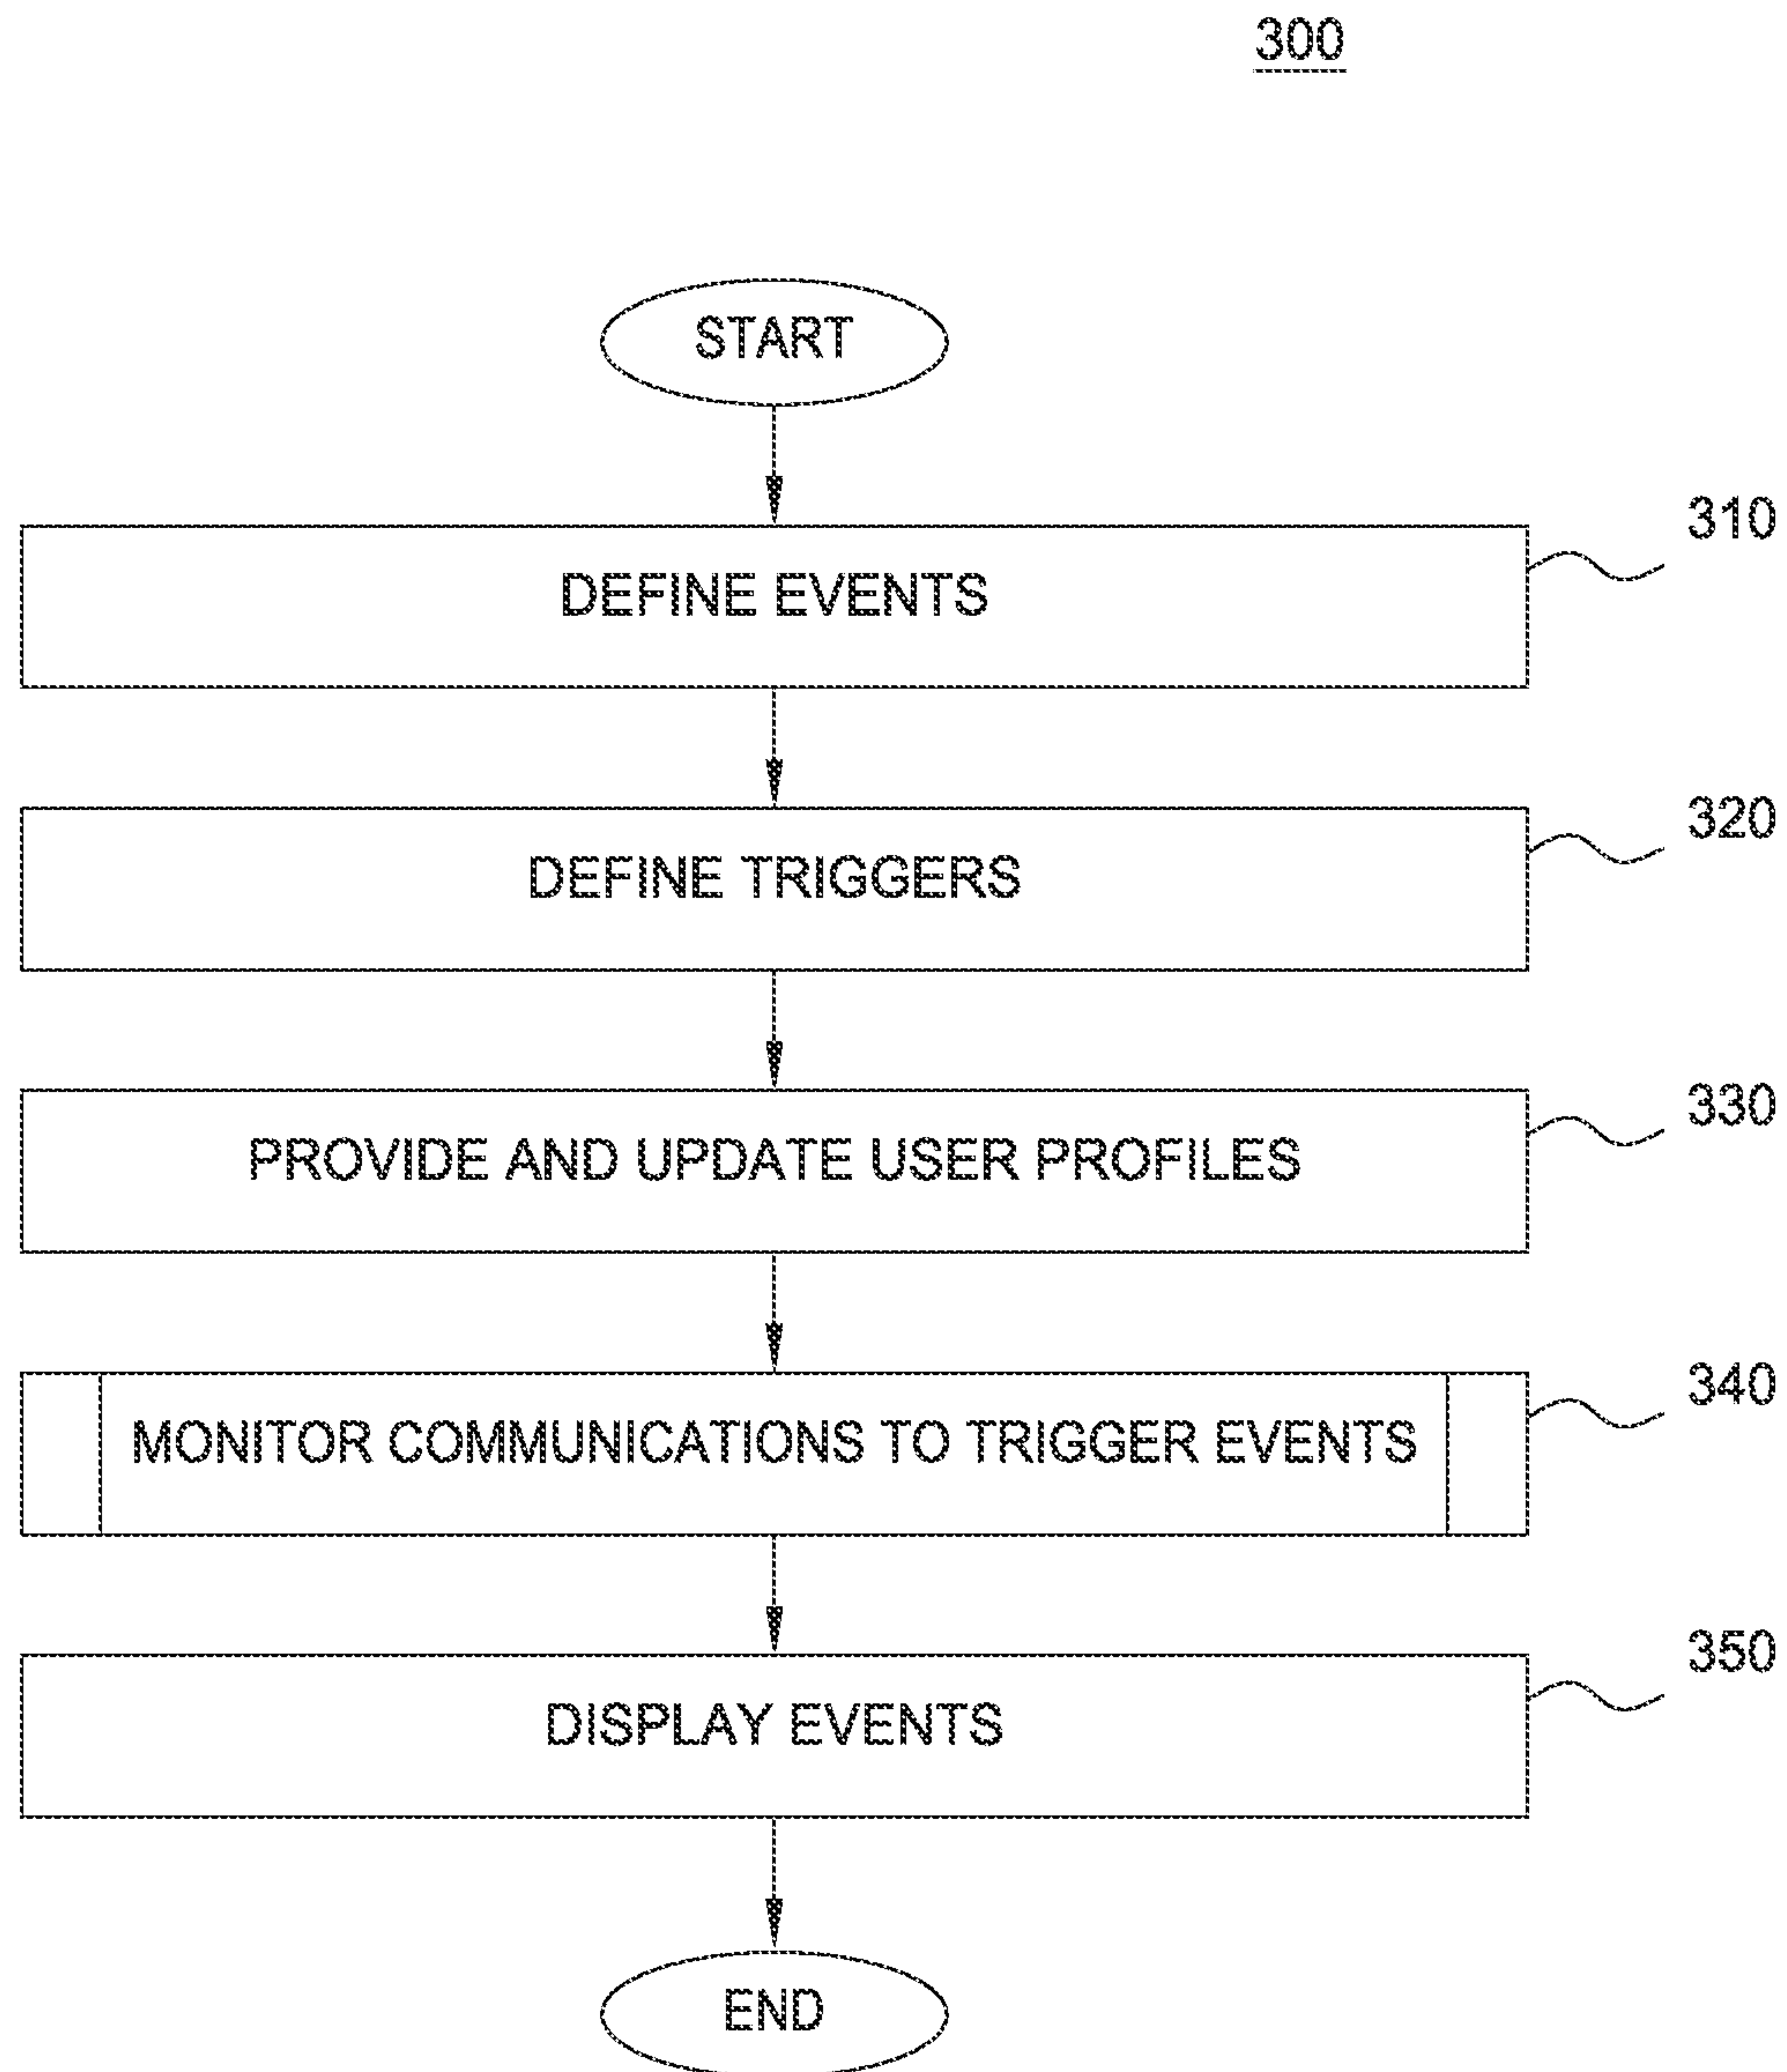 300
START
DEFINE EVENTS
310
DEFINE TRIGGERS
320
PROVIDE AND UPDATE USER PROFILES
330
MONITOR COMMUNICATIONS TO TRIGGER EVENTS
340
DISPLAY EVENTS
350
END